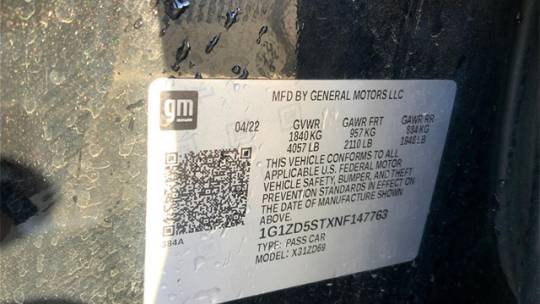 gm
MFD BY GENERAL MOTORS LLC
04/22 GVWR GAWR FRT GAWR RR
1840 KG 957 KG 884 KG
4057 LB 2110 LB 1948 LB
THIS VEHICLE CONFORMS TO ALL
APPLICABLE U.S. FEDERAL MOTOR
VEHICLE SAFETY, BUMPER, AND THEFT
PREVENTION STANDARDS IN EFFECT ON
THE DATE OF MANUFACTURE SHOWN
ABOVE.
1G1ZD5STXNF147763
384A
TYPE: PASS CAR
MODEL: X31ZD69